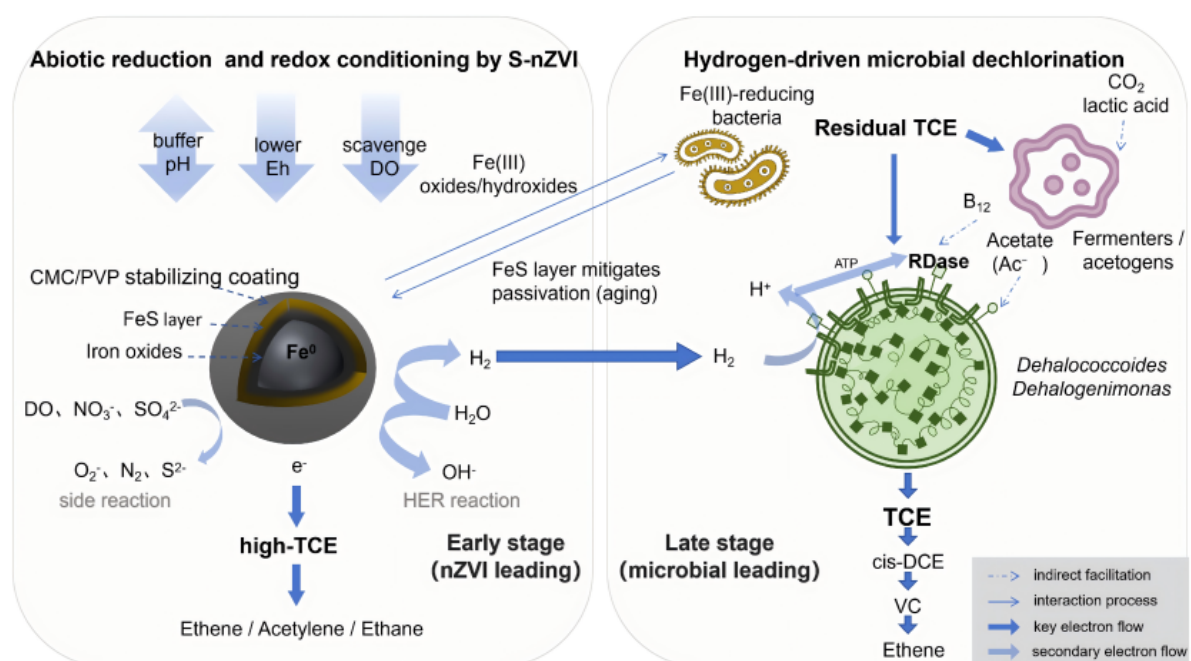 Abiotic reduction and redox conditioning by S-nZVI
buffer
pH
lower
Eh
scavenge
DO
Fe(III)
oxides/hydroxides
CMC/PVP stabilizing coating
FeS layer
Iron oxides
Fe⁰
DO、NO₃⁻、SO₄²⁻
O₂⁻、N₂、S²⁻
side reaction
e⁻
high-TCE
Ethene / Acetylene / Ethane
H₂
H₂O
OH⁻
HER reaction
Early stage
(nZVI leading)
FeS layer mitigates
passivation (aging)
Hydrogen-driven microbial dechlorination
Fe(III)-reducing
bacteria
Residual TCE
CO₂
lactic acid
B₁₂
Acetate
(Ac⁻ )
Fermenters /
acetogens
ATP
RDase
H⁺
H₂
Dehalococcoides
Dehalogenimonas
TCE
cis-DCE
VC
Ethene
Late stage
(microbial leading)
indirect facilitation
interaction process
key electron flow
secondary electron flow